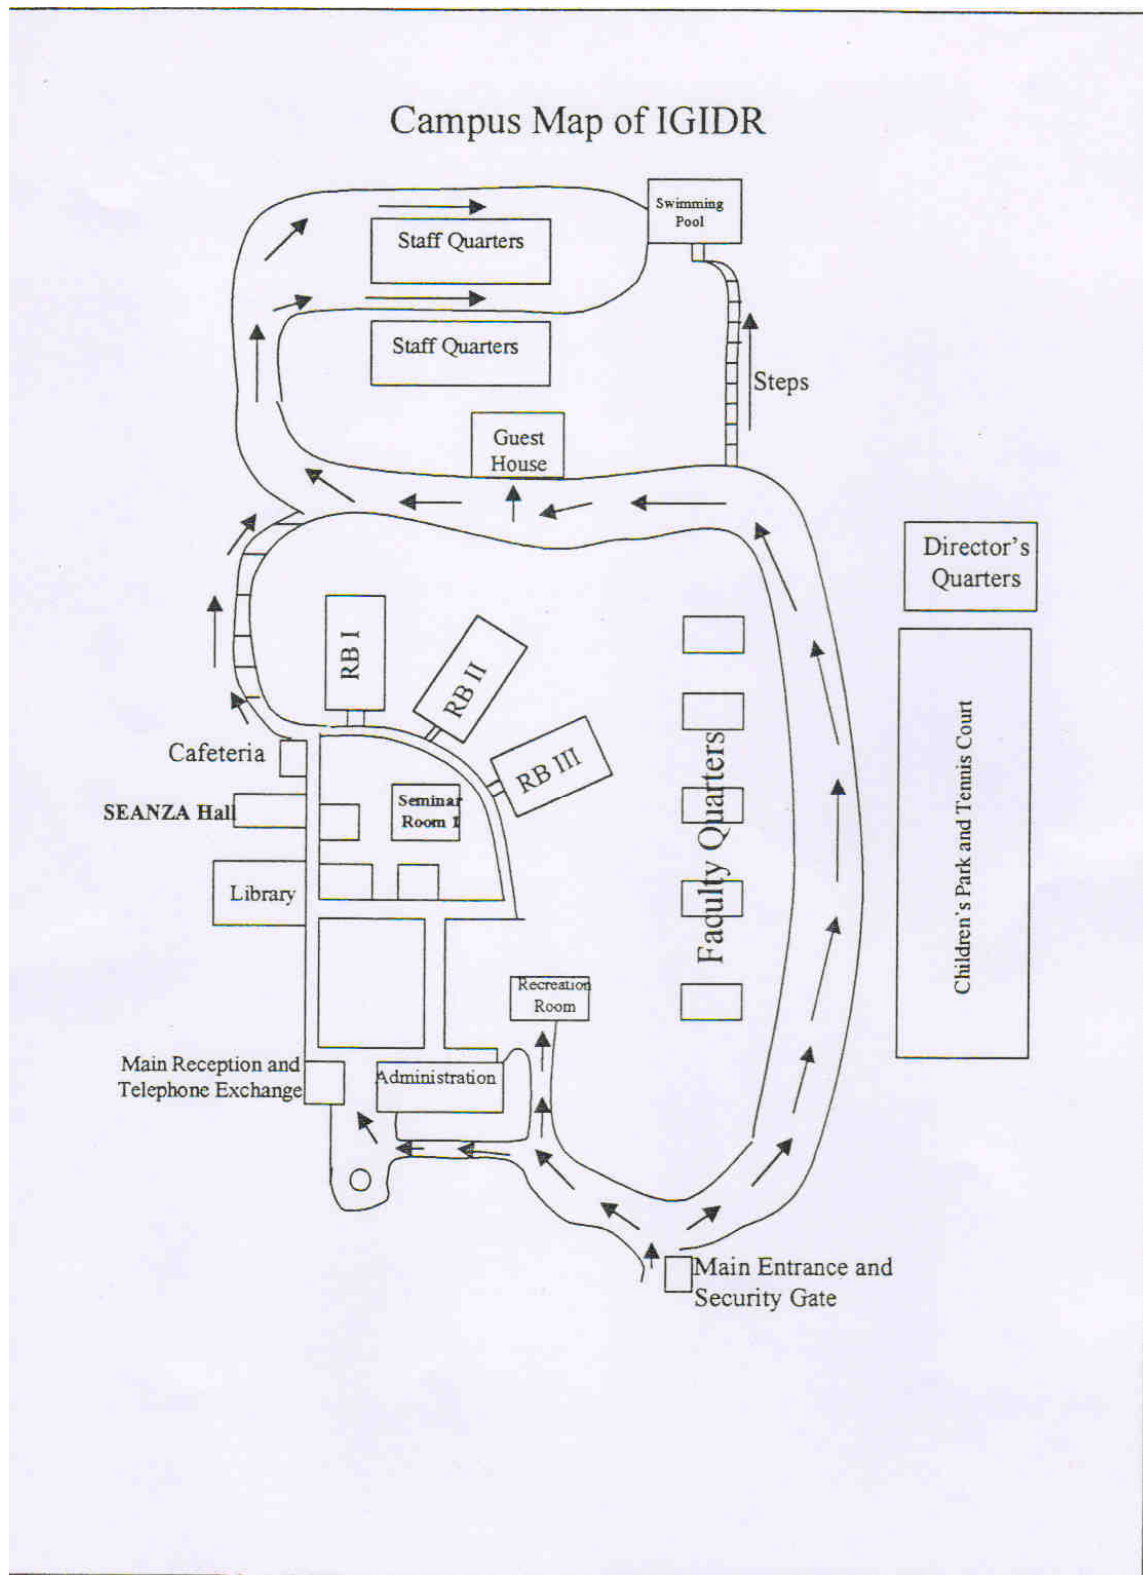 Campus Map of IGIDR
Swimming
Pool
Staff Quarters
Staff Quarters
Steps
Guest
House
Director's
Quarters
RB I
RB II
RB III
Cafeteria
SEANZA Hall
Seminar
Room I
Library
Faculty Quarters
Children's Park and Tennis Court
Recreation
Room
Main Reception and
Telephone Exchange
Administration
Main Entrance and
Security Gate